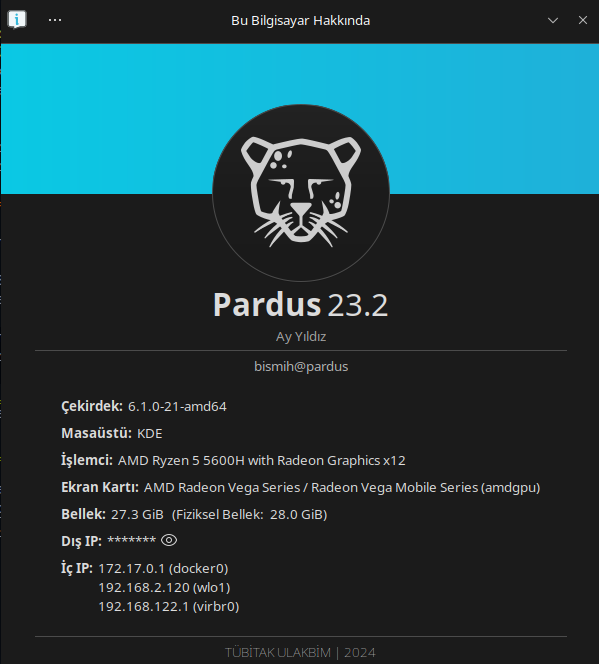 Bu Bilgisayar Hakkında
Pardus 23.2
Ay Yıldız
bismih@pardus
Çekirdek: 6.1.0-21-amd64
Masaüstü: KDE
İşlemci: AMD Ryzen 5 5600H with Radeon Graphics x12
Ekran Kartı: AMD Radeon Vega Series / Radeon Vega Mobile Series (amdgpu)
Bellek: 27.3 GiB (Fiziksel Bellek: 28.0 GiB)
Dış IP: *******
İç IP: 172.17.0.1 (docker0)
192.168.2.120 (wlo1)
192.168.122.1 (virbr0)
TÜBİTAK ULAKBİM | 2024